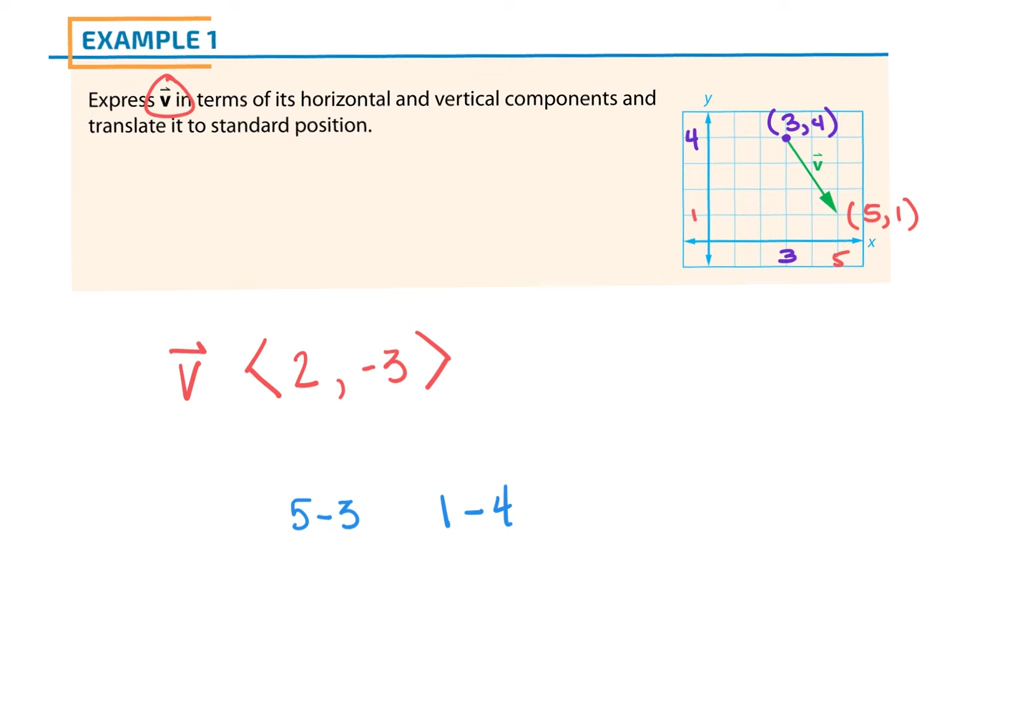 EXAMPLE 1
Express v⃗ in terms of its horizontal and vertical components and
translate it to standard position.
y
(3,4)
4
v⃗
1
(5,1)
x
3
5
v⃗ ⟨2, -3⟩
5-3 1-4